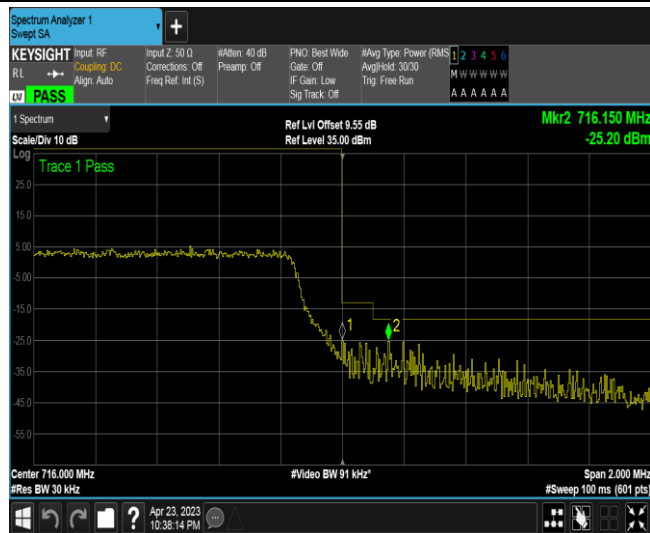 Spectrum Analyzer 1
Swept SA
+
KEYSIGHT
RL
Input: RF
Coupling: DC
Align: Auto
Input Z: 50 Ω
Corrections: Off
Freq Ref: Int (S)
#Atten: 40 dB
Preamp: Off
PNO: Best Wide
Gate: Off
IF Gain: Low
Sig Track: Off
#Avg Type: Power (RMS
Avg|Hold: 30/30
Trig: Free Run
1 2 3 4 5 6
M W W W W W
A A A A A A
PASS
1 Spectrum
Scale/Div 10 dB
Ref Lvl Offset 9.55 dB
Ref Level 35.00 dBm
Mkr2 716.150 MHz
-25.20 dBm
Log
Trace 1 Pass
25.0
15.0
5.00
-5.00
-15.0
-25.0
-35.0
-45.0
-55.0
1
2
Center 716.000 MHz
#Res BW 30 kHz
#Video BW 91 kHz*
Span 2.000 MHz
#Sweep 100 ms (601 pts)
?
Apr 23, 2023
10:38:14 PM